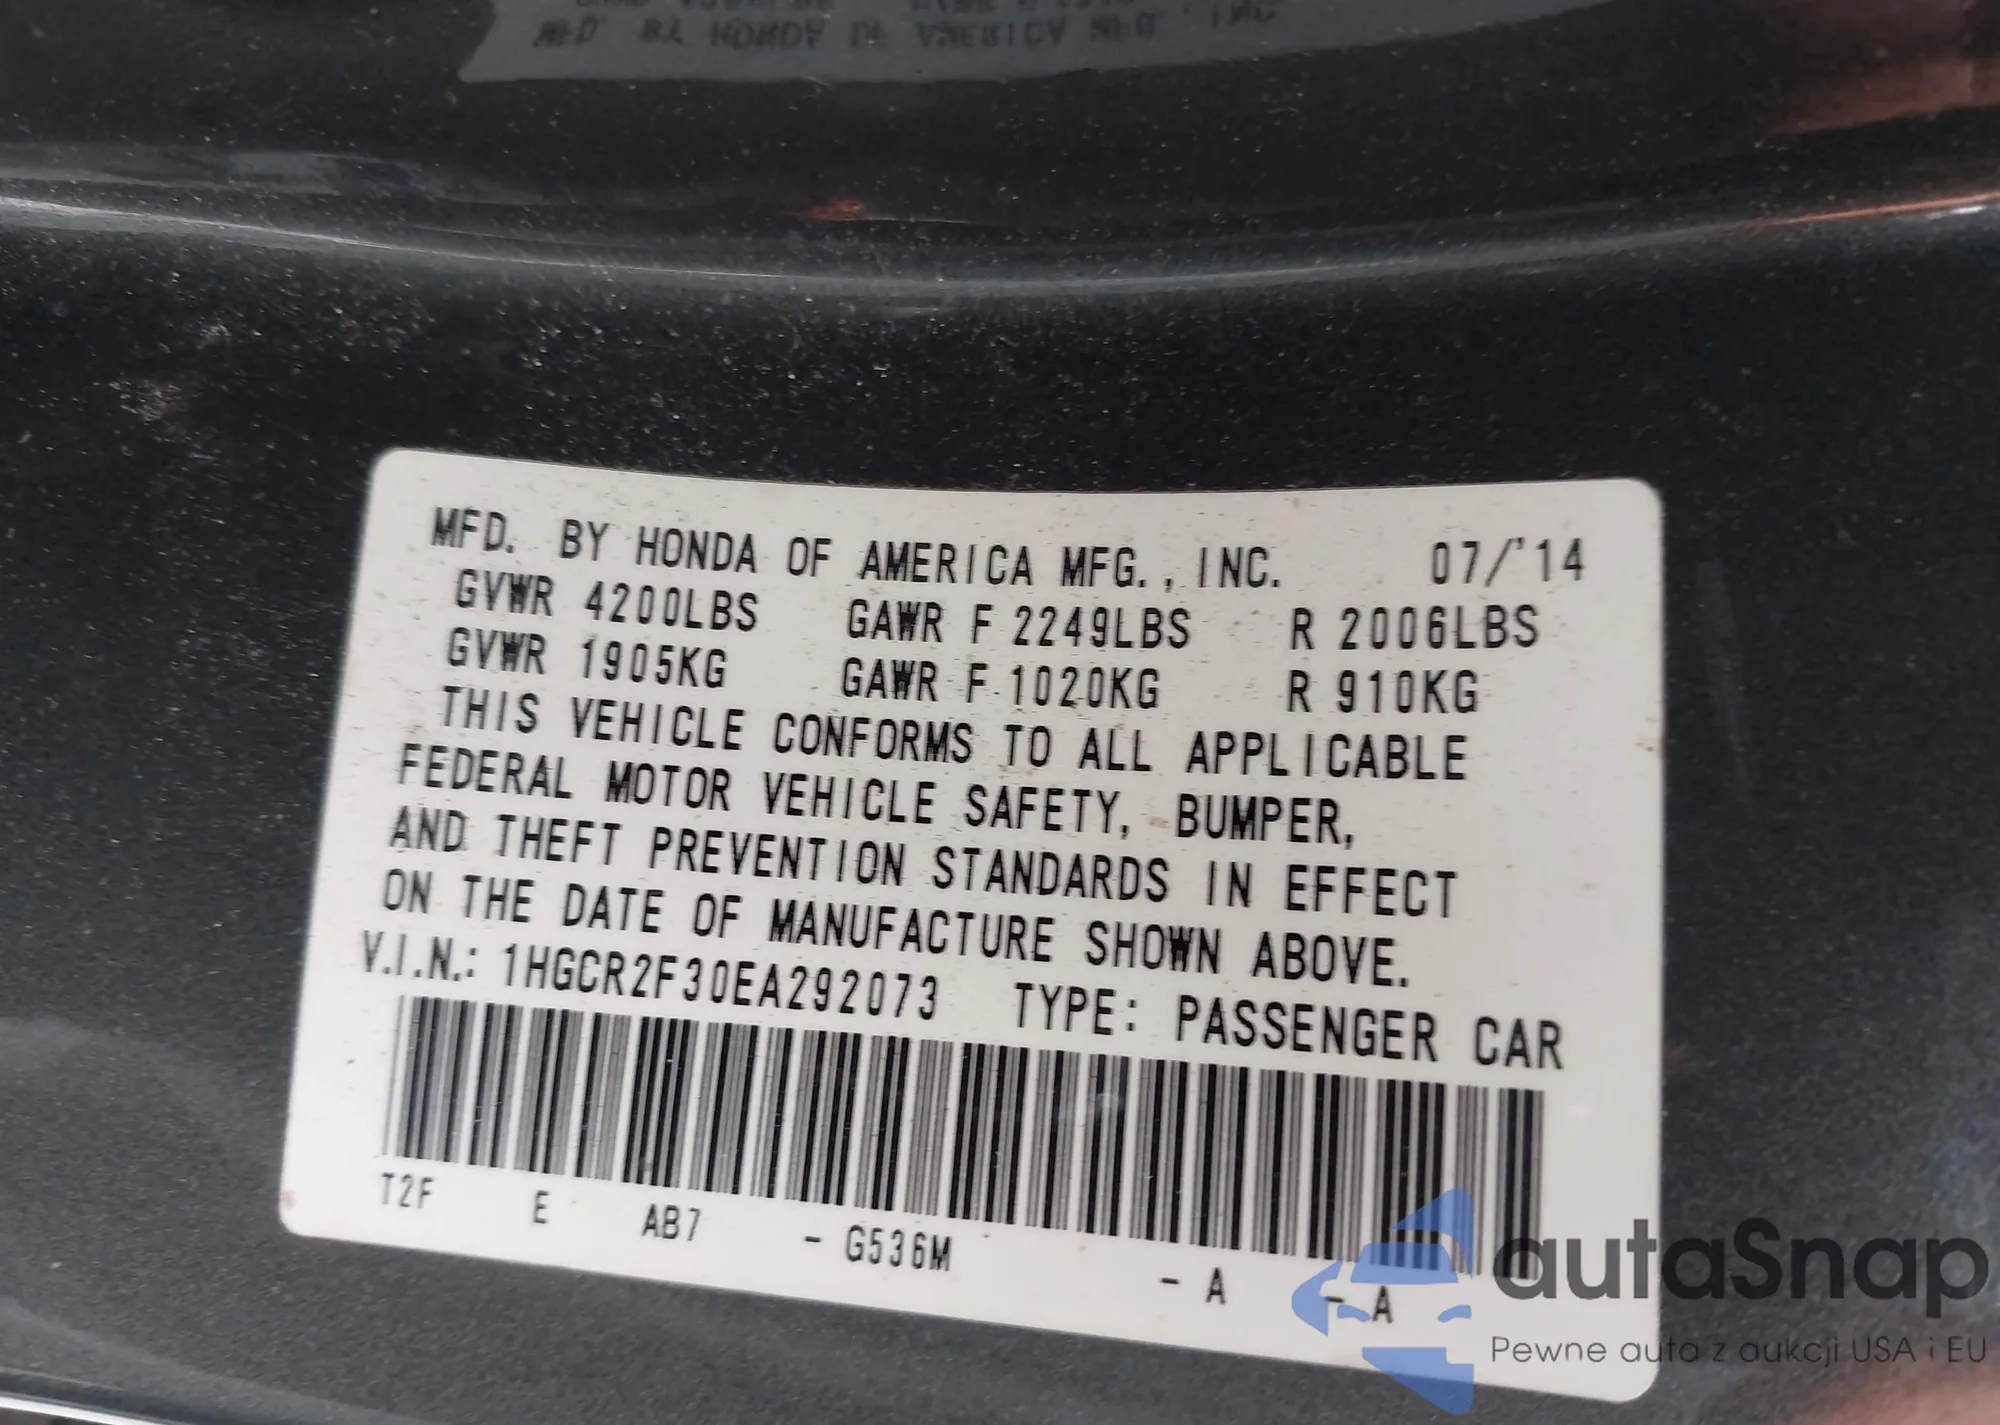 MFD. BY HONDA OF AMERICA MFG., INC. 07/'14
GVWR 4200LBS GAWR F 2249LBS R 2006LBS
GVWR 1905KG GAWR F 1020KG R 910KG
THIS VEHICLE CONFORMS TO ALL APPLICABLE
FEDERAL MOTOR VEHICLE SAFETY, BUMPER,
AND THEFT PREVENTION STANDARDS IN EFFECT
ON THE DATE OF MANUFACTURE SHOWN ABOVE.
V.I.N.: 1HGCR2F30EA292073 TYPE: PASSENGER CAR
T2F E AB7 - G536M - A - A
autaSnap
Pewne auta z aukcji USA i EU